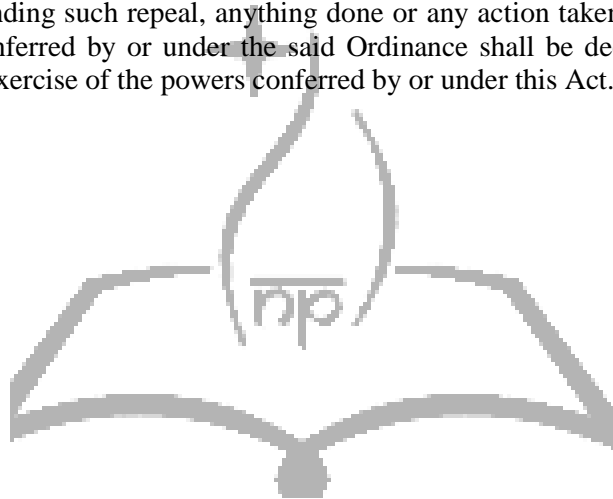 nding such repeal, anything done or any action taken
nferred by or under the said Ordinance shall be de
xercise of the powers conferred by or under this Act.
np